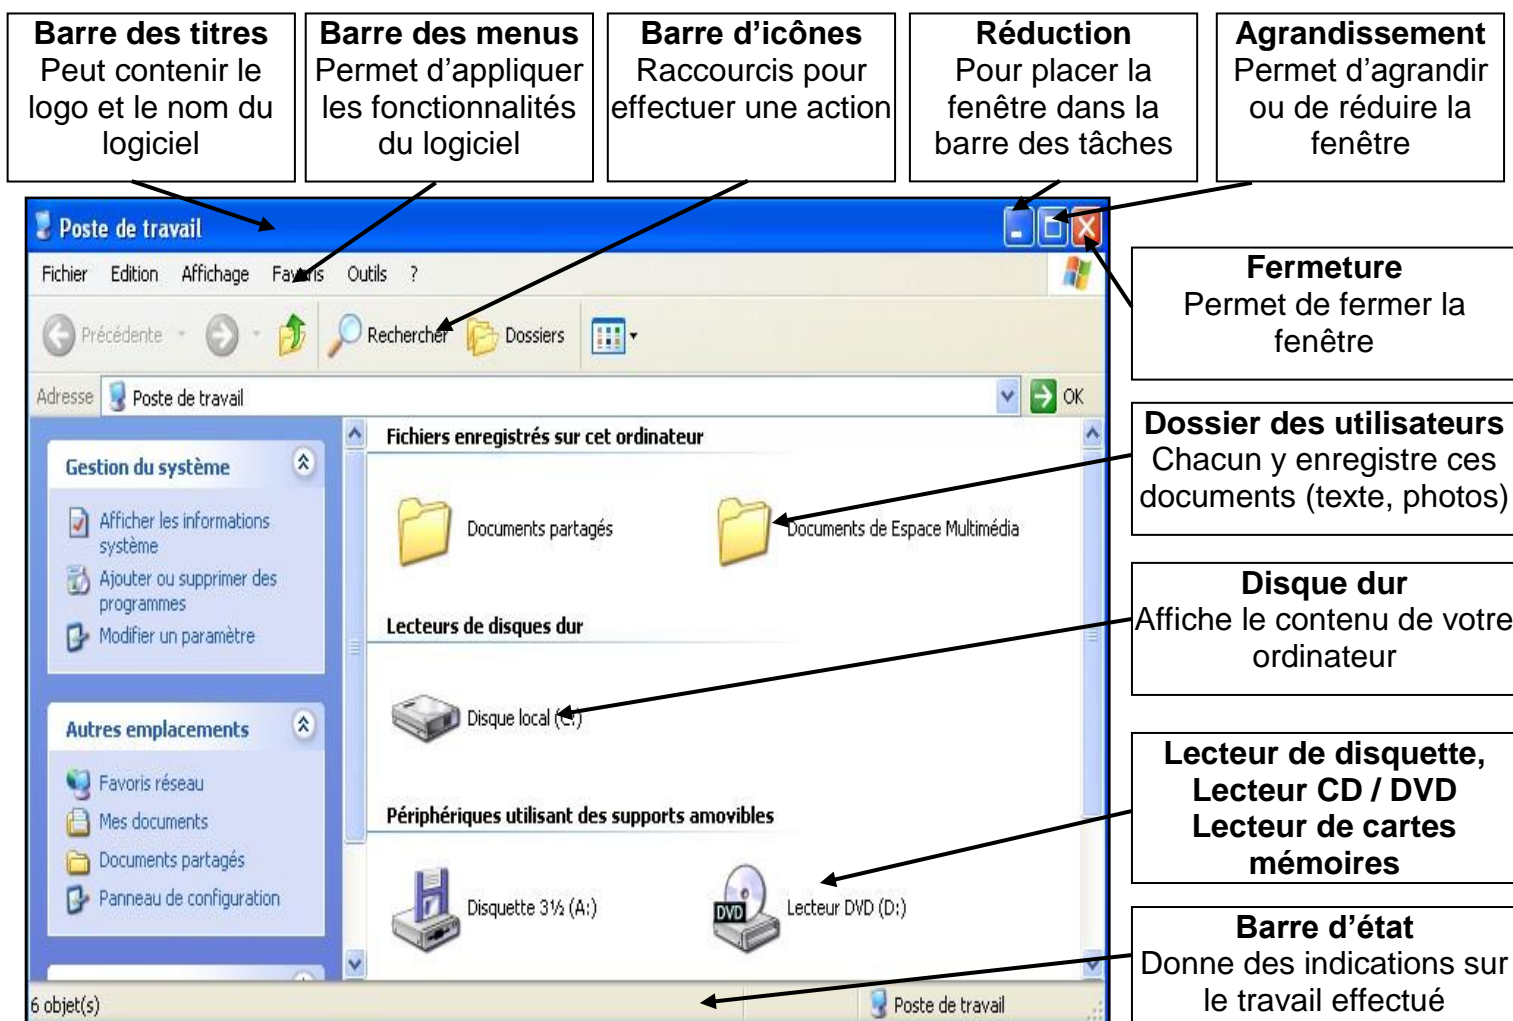 Barre des titres
Peut contenir le
logo et le nom du
logiciel
Barre des menus
Permet d’appliquer
les fonctionnalités
du logiciel
Barre d’icônes
Raccourcis pour
effectuer une action
Réduction
Pour placer la
fenêtre dans la
barre des tâches
Agrandissement
Permet d’agrandir
ou de réduire la
fenêtre
Poste de travail
Fichier Edition Affichage Favoris Outils ?
Précédente Rechercher Dossiers
Adresse Poste de travail OK
Fermeture
Permet de fermer la
fenêtre
Gestion du système
Afficher les informations
système
Ajouter ou supprimer des
programmes
Modifier un paramètre
Autres emplacements
Favoris réseau
Mes documents
Documents partagés
Panneau de configuration
Fichiers enregistrés sur cet ordinateur
Documents partagés Documents de Espace Multimédia
Lecteurs de disques dur
Disque local (C:)
Périphériques utilisant des supports amovibles
Disquette 3½ (A:) DVD Lecteur DVD (D:)
Dossier des utilisateurs
Chacun y enregistre ces
documents (texte, photos)
Disque dur
Affiche le contenu de votre
ordinateur
Lecteur de disquette,
Lecteur CD / DVD
Lecteur de cartes
mémoires
Barre d’état
Donne des indications sur
le travail effectué
6 objet(s) Poste de travail